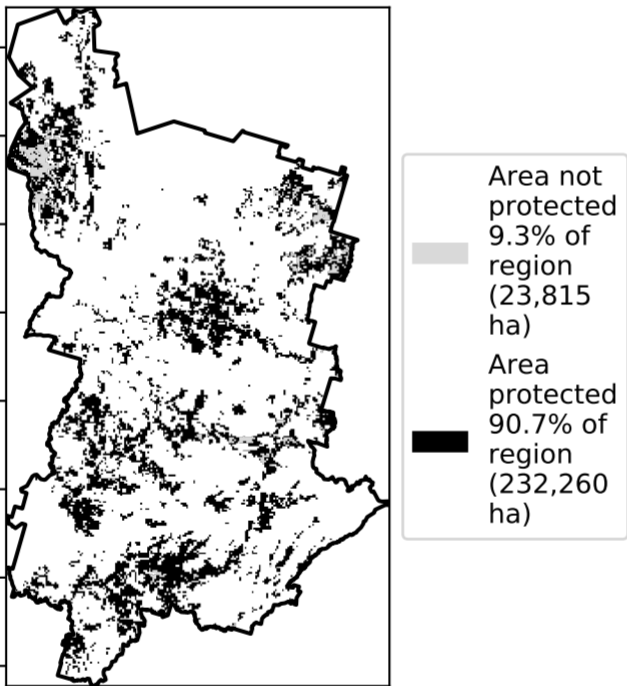 Area not
protected
9.3% of
region
(23,815
ha)
Area
protected
90.7% of
region
(232,260
ha)